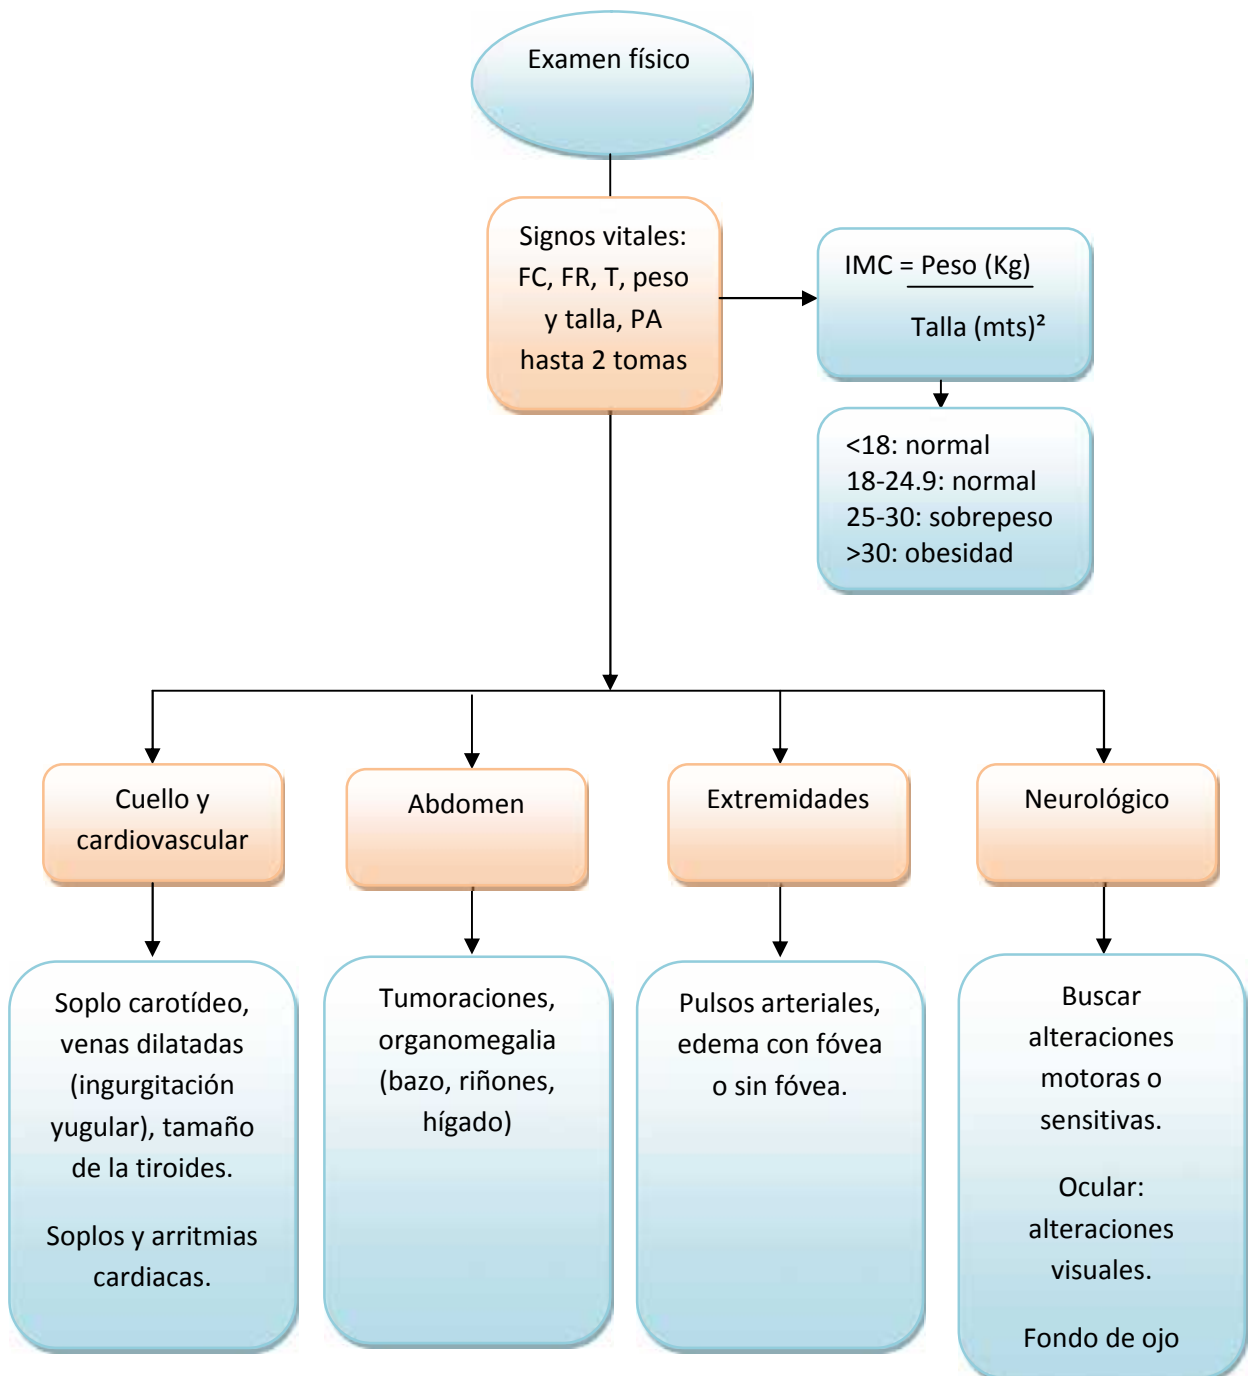 Examen físico
Signos vitales:
FC, FR, T, peso
y talla, PA
hasta 2 tomas
IMC = Peso (Kg)
Talla (mts)²
<18: normal
18-24.9: normal
25-30: sobrepeso
>30: obesidad
Cuello y
cardiovascular
Abdomen
Extremidades
Neurológico
Soplo carotídeo,
venas dilatadas
(ingurgitación
yugular), tamaño
de la tiroides.
Soplos y arritmias
cardiacas.
Tumoraciones,
organomegalia
(bazo, riñones,
hígado)
Pulsos arteriales,
edema con fóvea
o sin fóvea.
Buscar
alteraciones
motoras o
sensitivas.
Ocular:
alteraciones
visuales.
Fondo de ojo